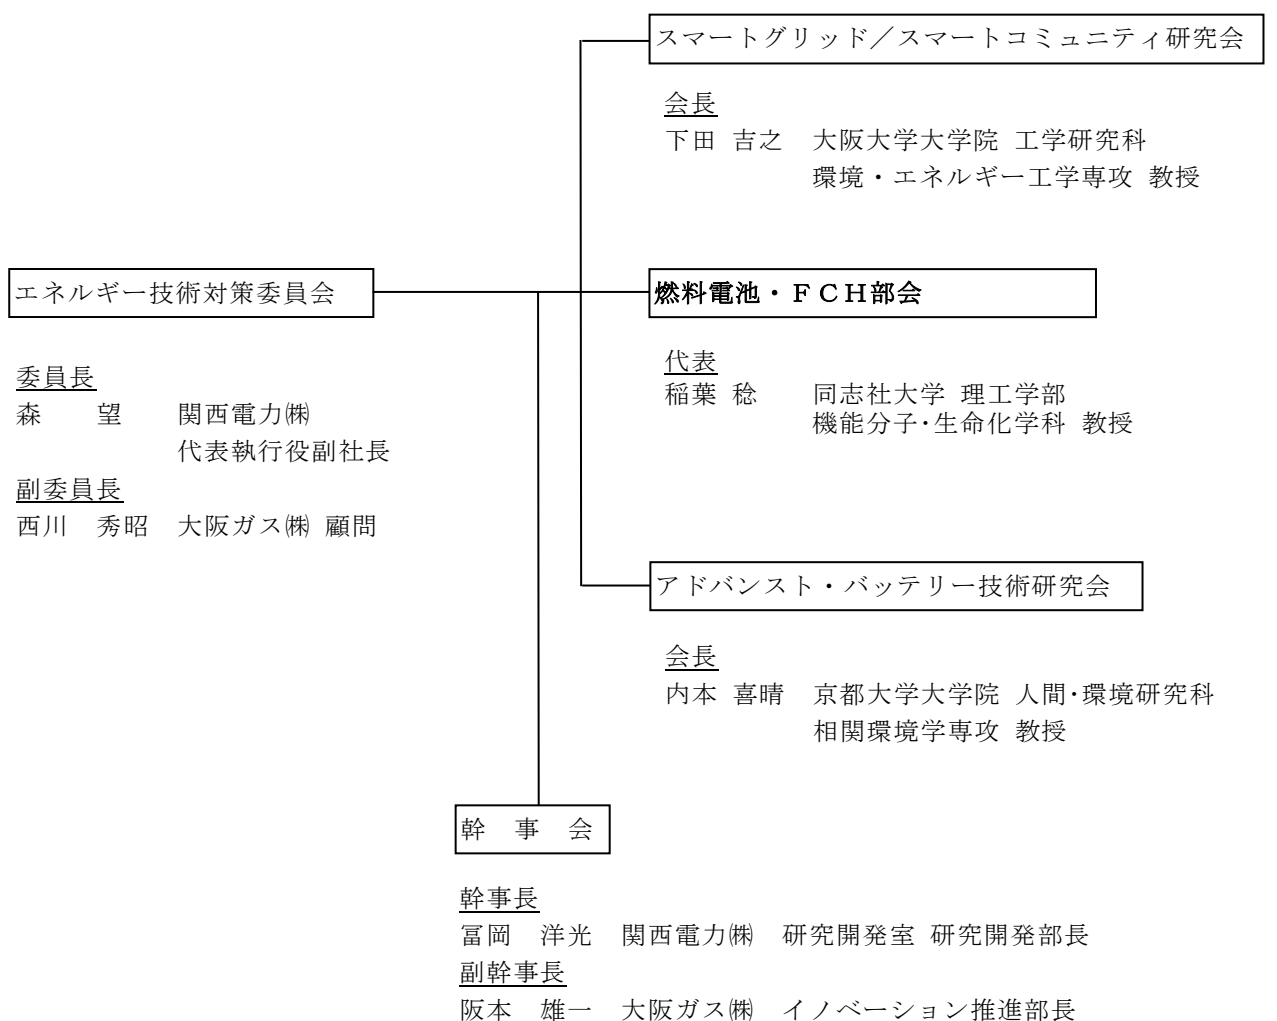 スマートグリッド／スマートコミュニティ研究会
会長
下田 吉之　大阪大学大学院 工学研究科
環境・エネルギー工学専攻 教授
エネルギー技術対策委員会
委員長
森　　望　　関西電力㈱
代表執行役副社長
副委員長
西川　秀昭　大阪ガス㈱ 顧問
燃料電池・ＦＣＨ部会
代表
稲葉 稔　　同志社大学 理工学部
機能分子･生命化学科 教授
アドバンスト・バッテリー技術研究会
会長
内本 喜晴　京都大学大学院 人間･環境研究科
相関環境学専攻 教授
幹　事　会
幹事長
冨岡　洋光　関西電力㈱　研究開発室 研究開発部長
副幹事長
阪本　雄一　大阪ガス㈱　イノベーション推進部長